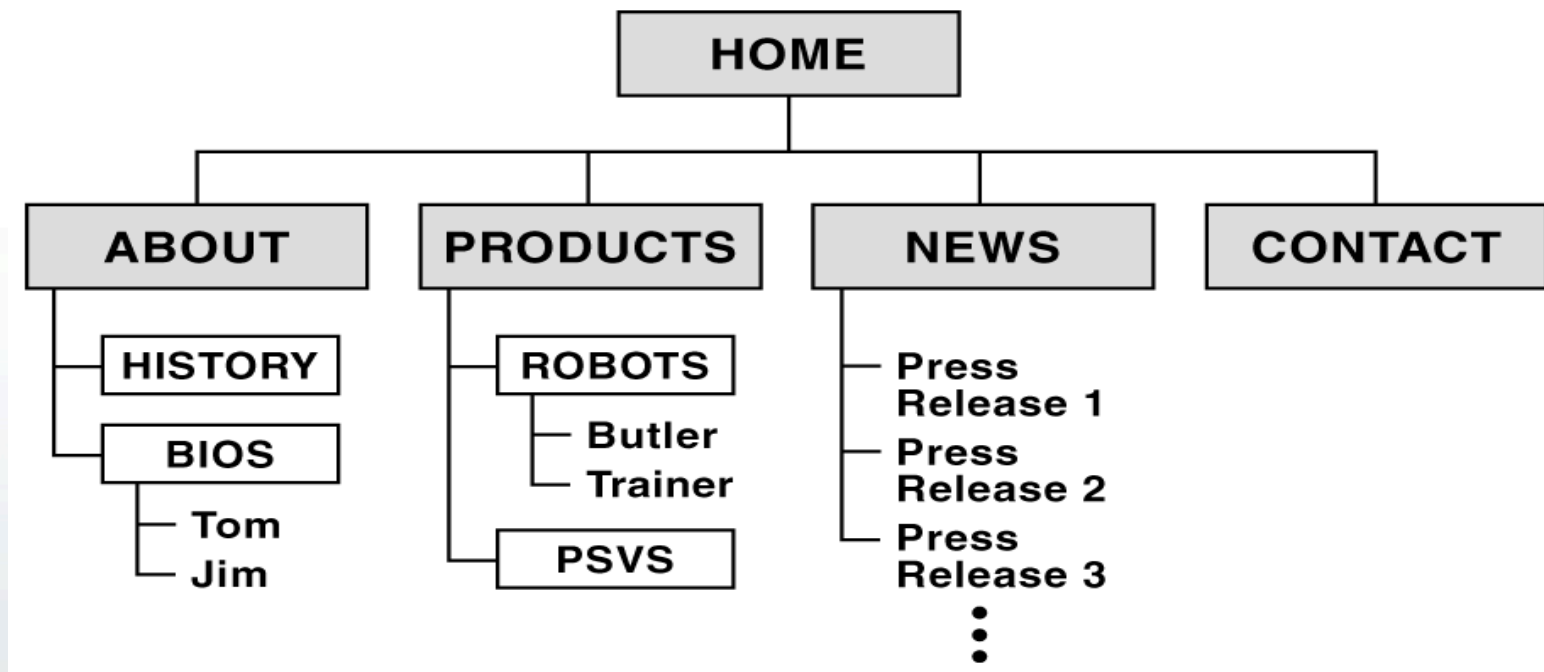 HOME
ABOUT
PRODUCTS
NEWS
CONTACT
HISTORY
BIOS
Tom
Jim
ROBOTS
Butler
Trainer
PSVS
Press
Release 1
Press
Release 2
Press
Release 3